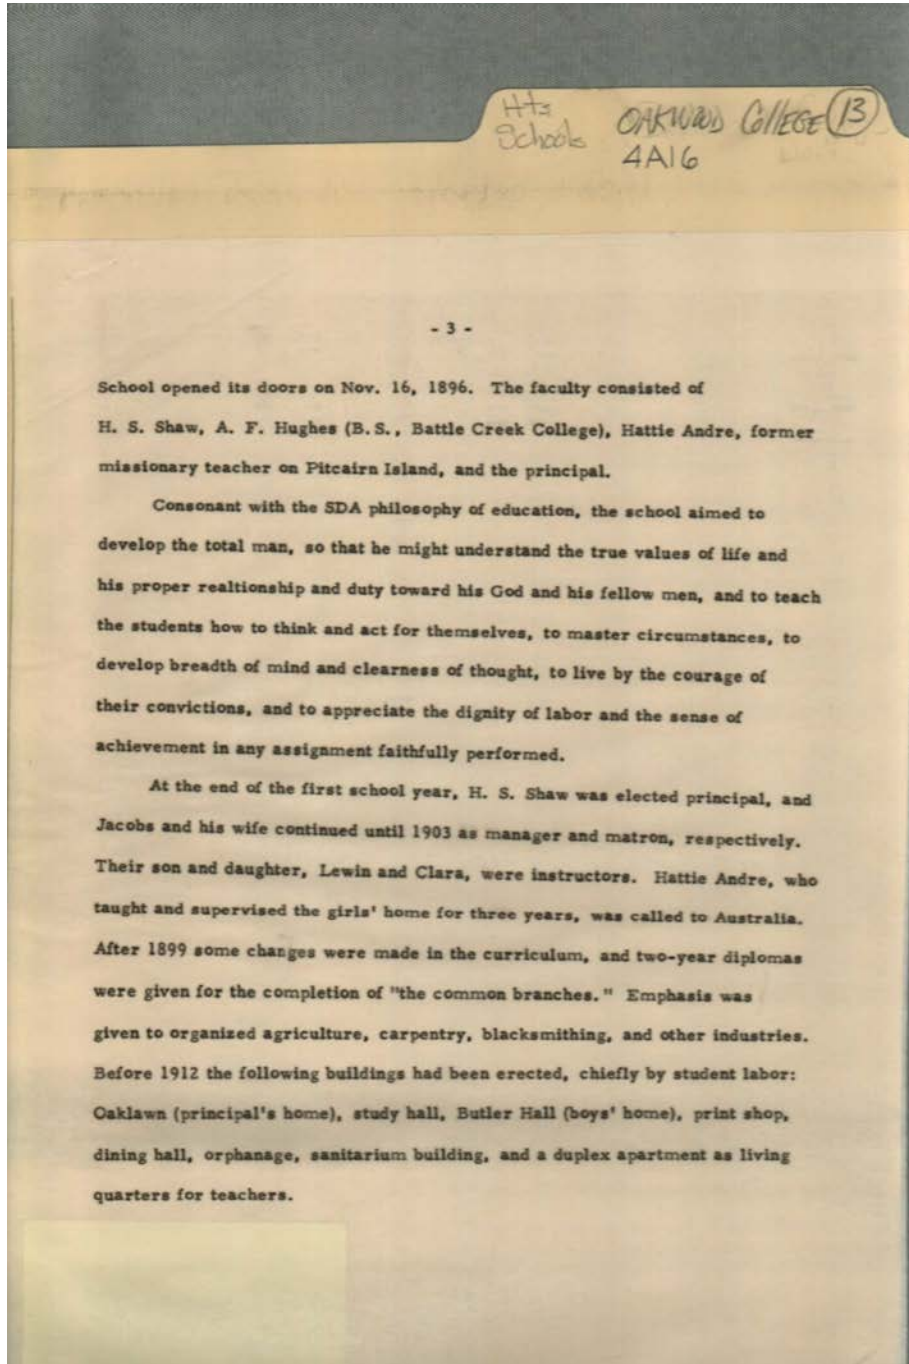 Hts
Schools
OAKWOOD COllEGE 13
4A16
- 3 -
School opened its doors on Nov. 16, 1896. The faculty consisted of
H. S. Shaw, A. F. Hughes (B.S., Battle Creek College), Hattie Andre, former
missionary teacher on Pitcairn Island, and the principal.
Consonant with the SDA philosophy of education, the school aimed to
develop the total man, so that he might understand the true values of life and
his proper realtionship and duty toward his God and his fellow men, and to teach
the students how to think and act for themselves, to master circumstances, to
develop breadth of mind and clearness of thought, to live by the courage of
their convictions, and to appreciate the dignity of labor and the sense of
achievement in any assignment faithfully performed.
At the end of the first school year, H. S. Shaw was elected principal, and
Jacobs and his wife continued until 1903 as manager and matron, respectively.
Their son and daughter, Lewin and Clara, were instructors. Hattie Andre, who
taught and supervised the girls' home for three years, was called to Australia.
After 1899 some changes were made in the curriculum, and two-year diplomas
were given for the completion of "the common branches." Emphasis was
given to organized agriculture, carpentry, blacksmithing, and other industries.
Before 1912 the following buildings had been erected, chiefly by student labor:
Oaklawn (principal's home), study hall, Butler Hall (boys' home), print shop,
dining hall, orphanage, sanitarium building, and a duplex apartment as living
quarters for teachers.